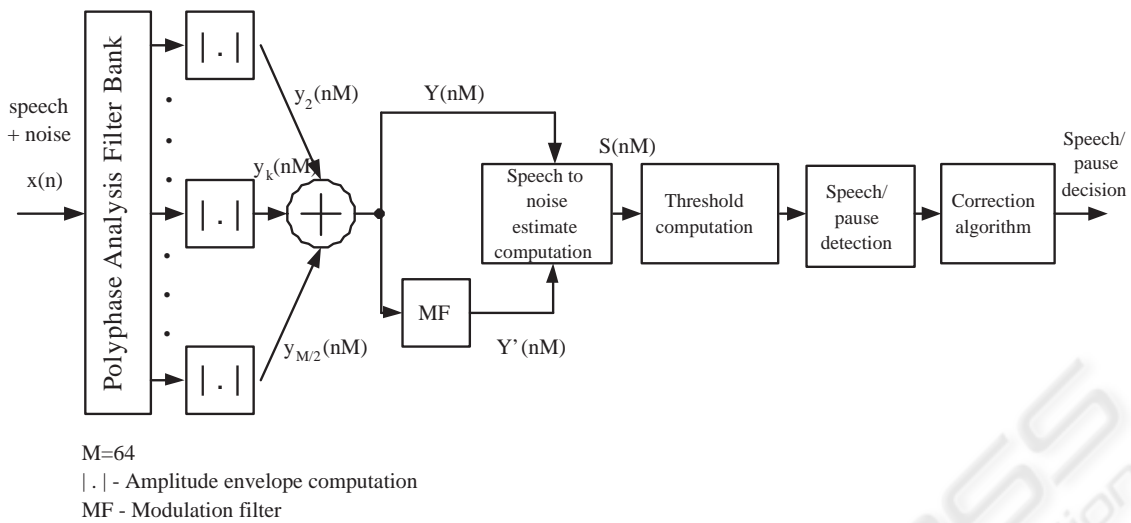 speech
+ noise
x(n)
Polyphase Analysis Filter Bank
| . |
| . |
| . |
y2(nM)
yk(nM)
yM/2(nM)
+
Y(nM)
MF
Y'(nM)
Speech to
noise
estimate
computation
S(nM)
Threshold
computation
Speech/
pause
detection
Correction
algorithm
Speech/
pause
decision
M=64
| . | - Amplitude envelope computation
MF - Modulation filter